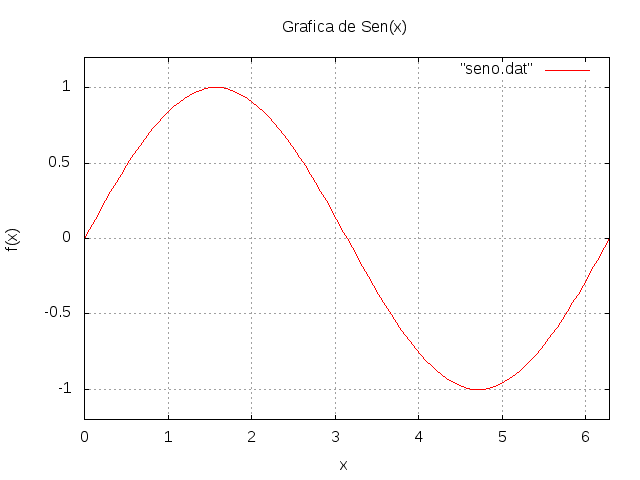 Grafica de Sen(x)
"seno.dat"
1
0.5
0
-0.5
-1
f(x)
0 1 2 3 4 5 6
x